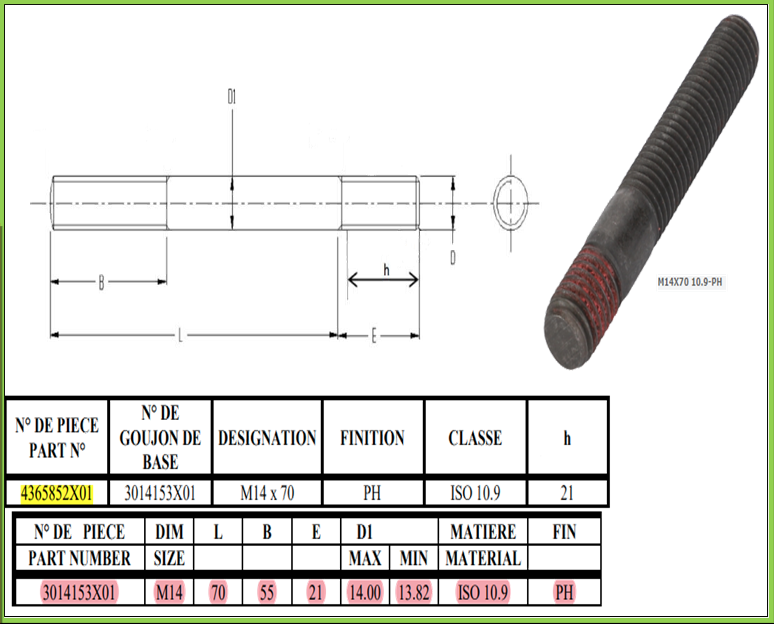 D1
B
h
D
L
E
M14X70 10.9-PH
N° DE PIECE PART N° N° DE GOUJON DE BASE DESIGNATION FINITION CLASSE h
4365852X01 3014153X01 M14 x 70 PH ISO 10.9 21
N° DE PIECE DIM L B E D1 MATIERE FIN
PART NUMBER SIZE MAX MIN MATERIAL
3014153X01 M14 70 55 21 14.00 13.82 ISO 10.9 PH